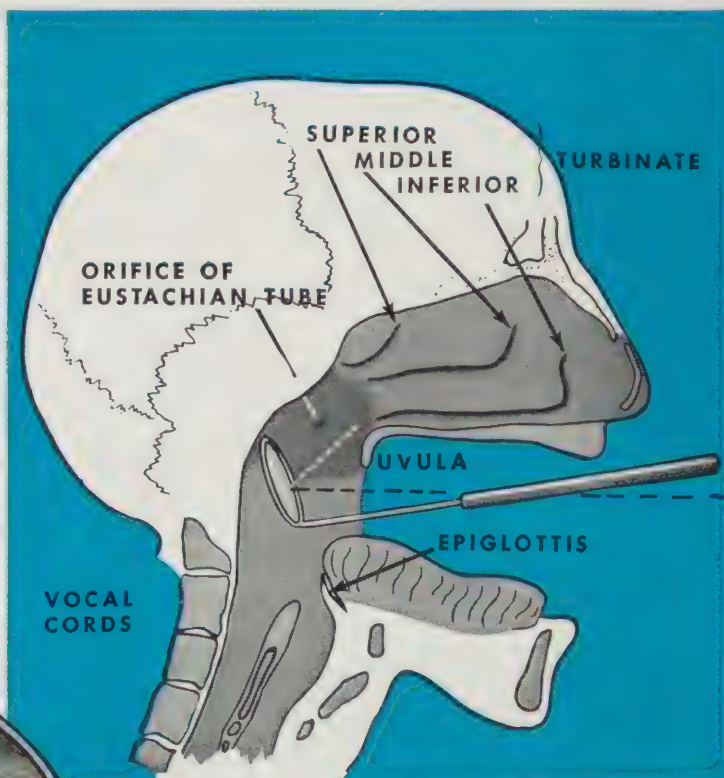 SUPERIOR
MIDDLE
INFERIOR
TURBINATE
ORIFICE OF
EUSTACHIAN TUBE
UVULA
EPIGLOTTIS
VOCAL
CORDS